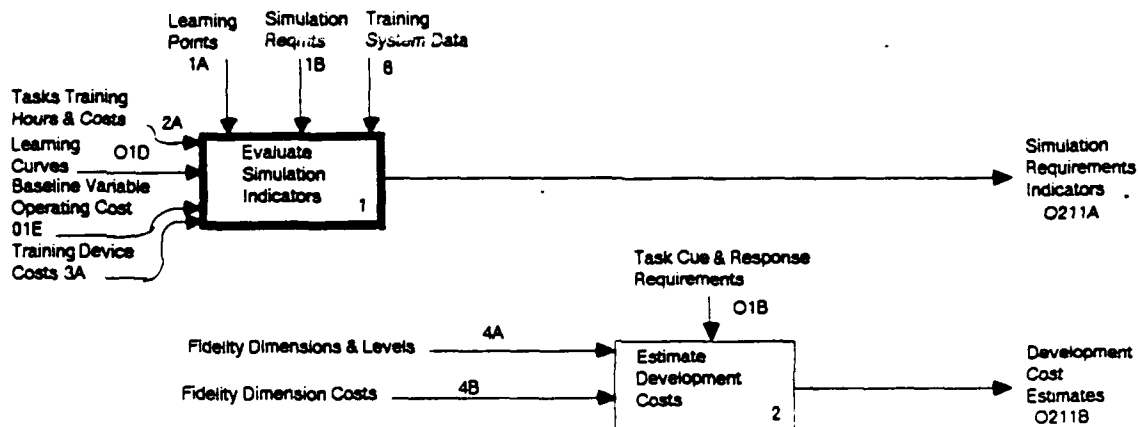 Learning
Points
1A
Simulation
Reqmts
1B
Training
System Data
6
Tasks Training
Hours & Costs
2A
Learning
Curves
O1D
Baseline Variable
Operating Cost
01E
Training Device
Costs 3A
Evaluate
Simulation
Indicators
1
Simulation
Requirements
Indicators
O211A
Task Cue & Response
Requirements
O1B
Fidelity Dimensions & Levels
4A
Fidelity Dimension Costs
4B
Estimate
Development
Costs
2
Development
Cost
Estimates
O211B